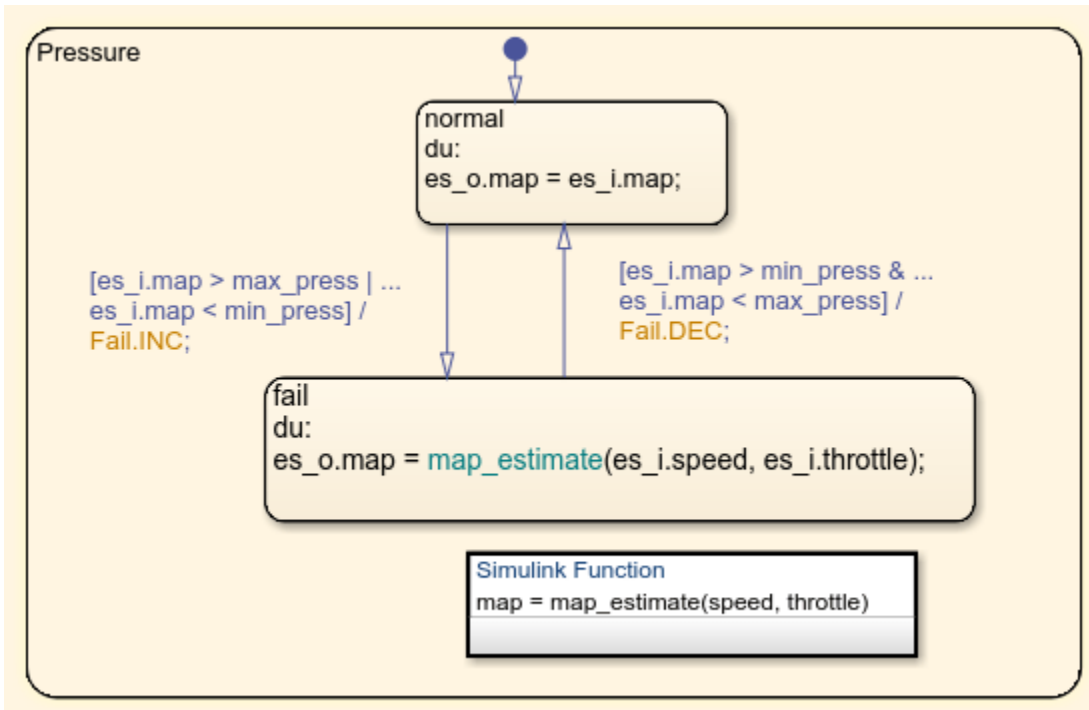 Pressure
normal
du:
es_o.map = es_i.map;
[es_i.map > max_press | ...
es_i.map < min_press] /
Fail.INC;
[es_i.map > min_press & ...
es_i.map < max_press] /
Fail.DEC;
fail
du:
es_o.map = map_estimate(es_i.speed, es_i.throttle);
Simulink Function
map = map_estimate(speed, throttle)